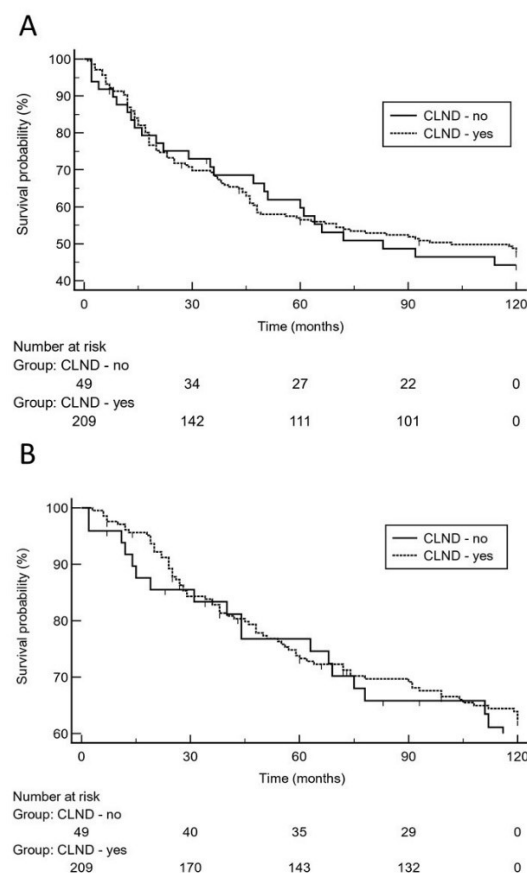 A
100
90
80
70
60
50
40
Survival probability (%)
CLND - no
CLND - yes
0 30 60 90 120
Time (months)
Number at risk
Group: CLND - no
49 34 27 22 0
Group: CLND - yes
209 142 111 101 0
B
100
90
80
70
60
Survival probability (%)
CLND - no
CLND - yes
0 30 60 90 120
Time (months)
Number at risk
Group: CLND - no
49 40 35 29 0
Group: CLND - yes
209 170 143 132 0